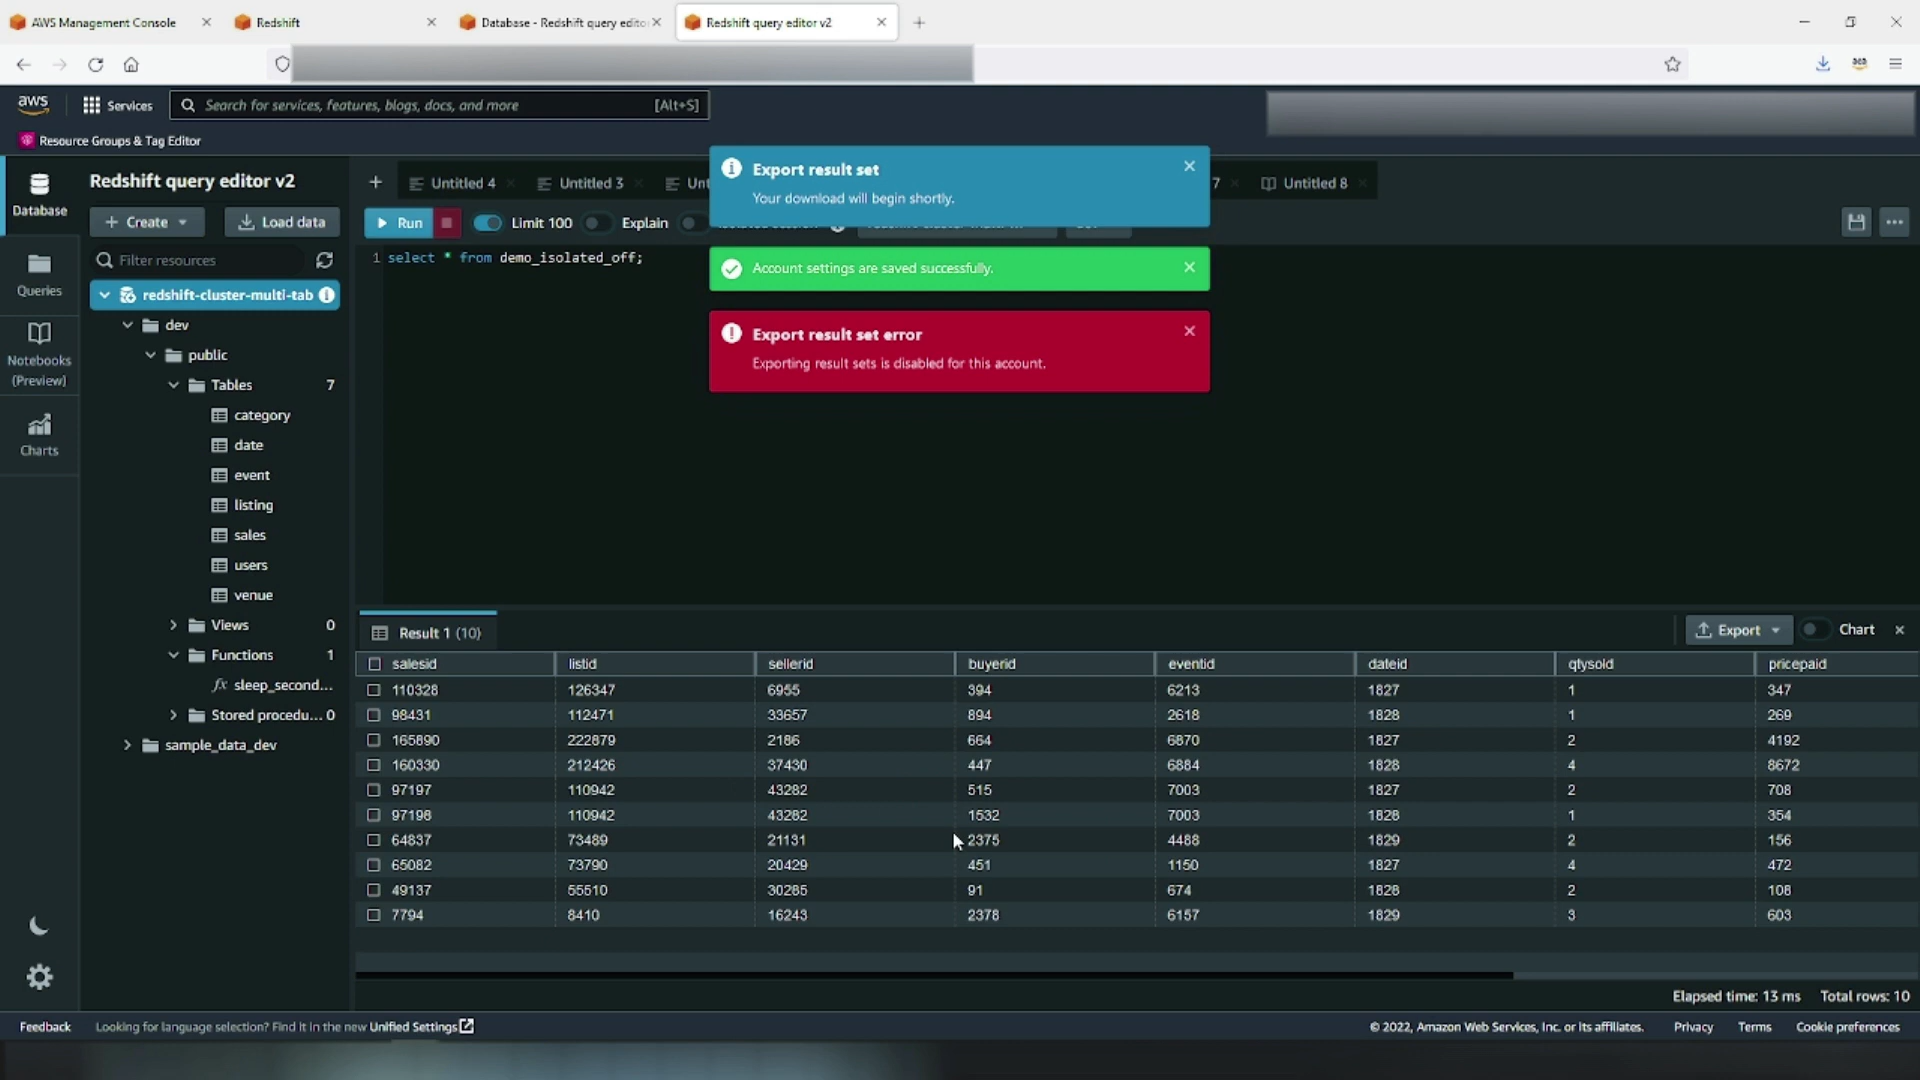 AWS Management Console
Redshift
Database - Redshift query edito
Redshift query editor v2
aws
Services
Search for services, features, blogs, docs, and more
[Alt+S]
Resource Groups & Tag Editor
Database
Queries
Notebooks
(Preview)
Charts
Redshift query editor v2
+ Create
Load data
Filter resources
redshift-cluster-multi-tab
dev
public
Tables 7
category
date
event
listing
sales
users
venue
Views 0
Functions 1
fx sleep_second...
Stored procedu... 0
sample_data_dev
+
Untitled 4
Untitled 3
Unt
7
Untitled 8
Run
Limit 100
Explain
Export result set
Your download will begin shortly.
Account settings are saved successfully.
Export result set error
Exporting result sets is disabled for this account.
1 select * from demo_isolated_off;
Result 1 (10)
Export
Chart
salesid listid sellerid buyerid eventid dateid qtysold pricepaid
110328 126347 6955 394 6213 1827 1 347
98431 112471 33657 894 2618 1828 1 269
165890 222879 2186 664 6870 1827 2 4192
160330 212426 37430 447 6884 1828 4 8672
97197 110942 43282 515 7003 1827 2 708
97198 110942 43282 1532 7003 1828 1 354
64837 73489 21131 2375 4488 1829 2 156
65082 73790 20429 451 1150 1827 4 472
49137 55510 30285 91 674 1828 2 108
7794 8410 16243 2378 6157 1829 3 603
Elapsed time: 13 ms Total rows: 10
Feedback
Looking for language selection? Find it in the new Unified Settings
© 2022, Amazon Web Services, Inc. or its affiliates.
Privacy
Terms
Cookie preferences